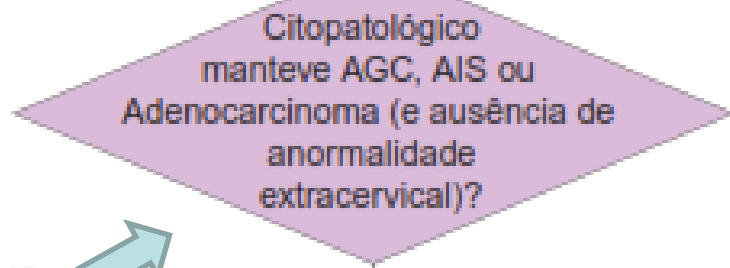 Citopatológico
manteve AGC, AIS ou
Adenocarcinoma (e ausência de
anormalidade
extracervical)?